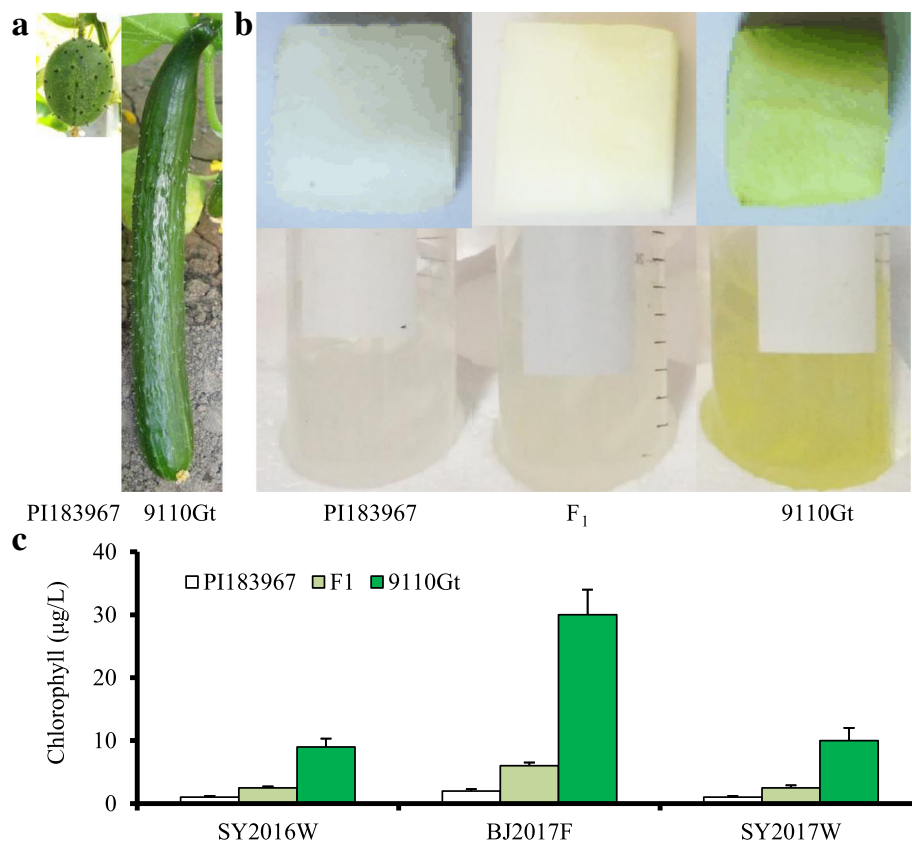 a
b
PI183967 9110Gt
PI183967 F₁ 9110Gt
c
Chlorophyll (µg/L)
40
30
20
10
0
PI183967 F1 9110Gt
SY2016W BJ2017F SY2017W